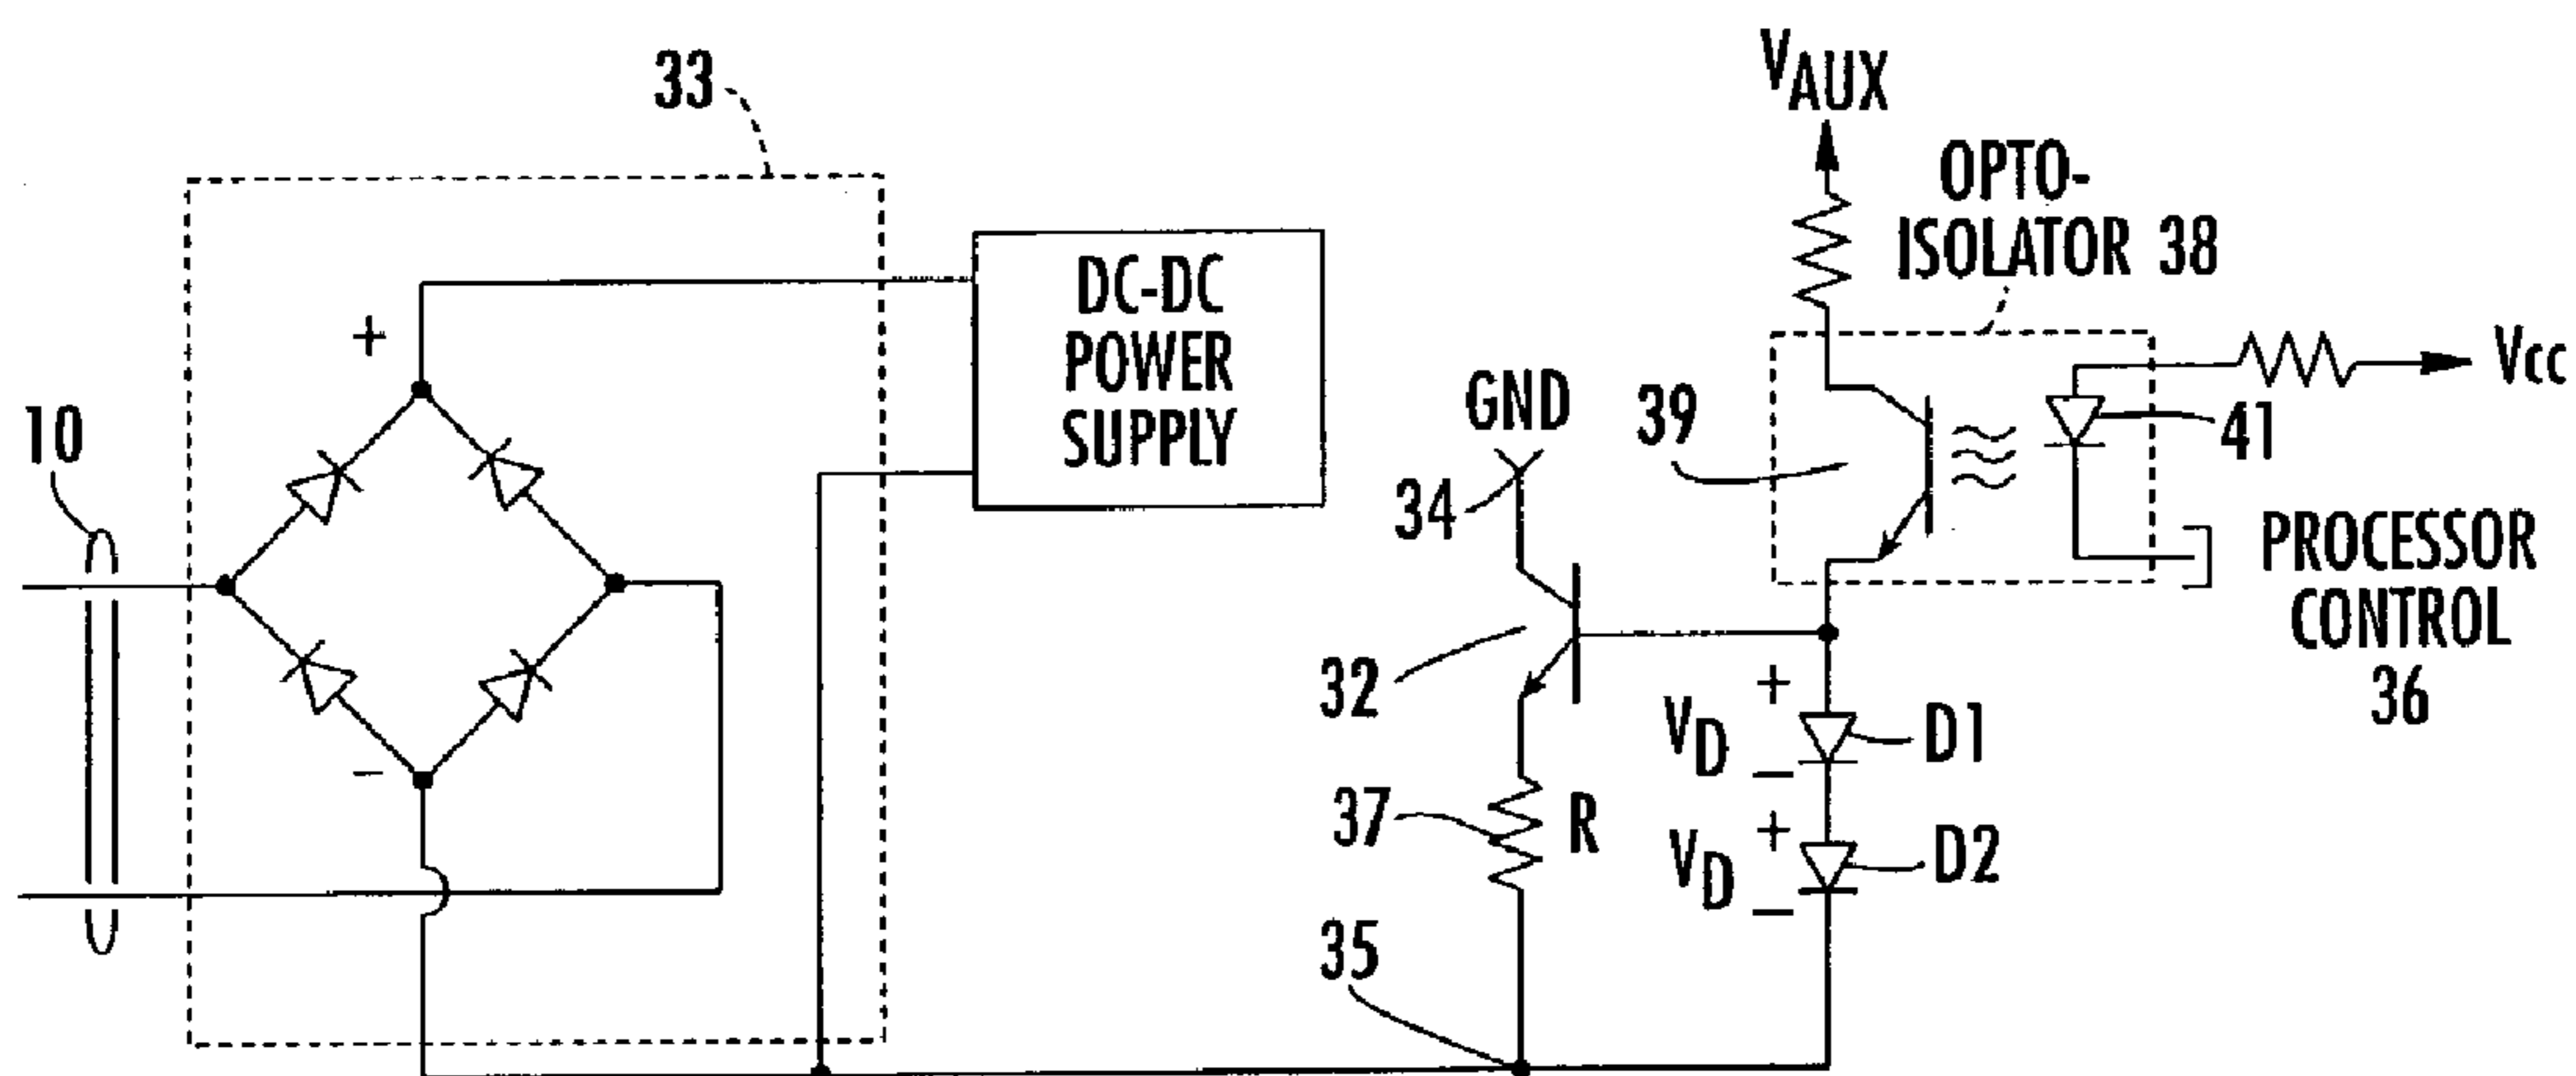 33
10
+
−
DC-DC
POWER
SUPPLY
VAUX
OPTO-
ISOLATOR 38
Vcc
GND
34
39
41
PROCESSOR
CONTROL
36
32
37
R
35
+
VD
−
D1
+
VD
−
D2